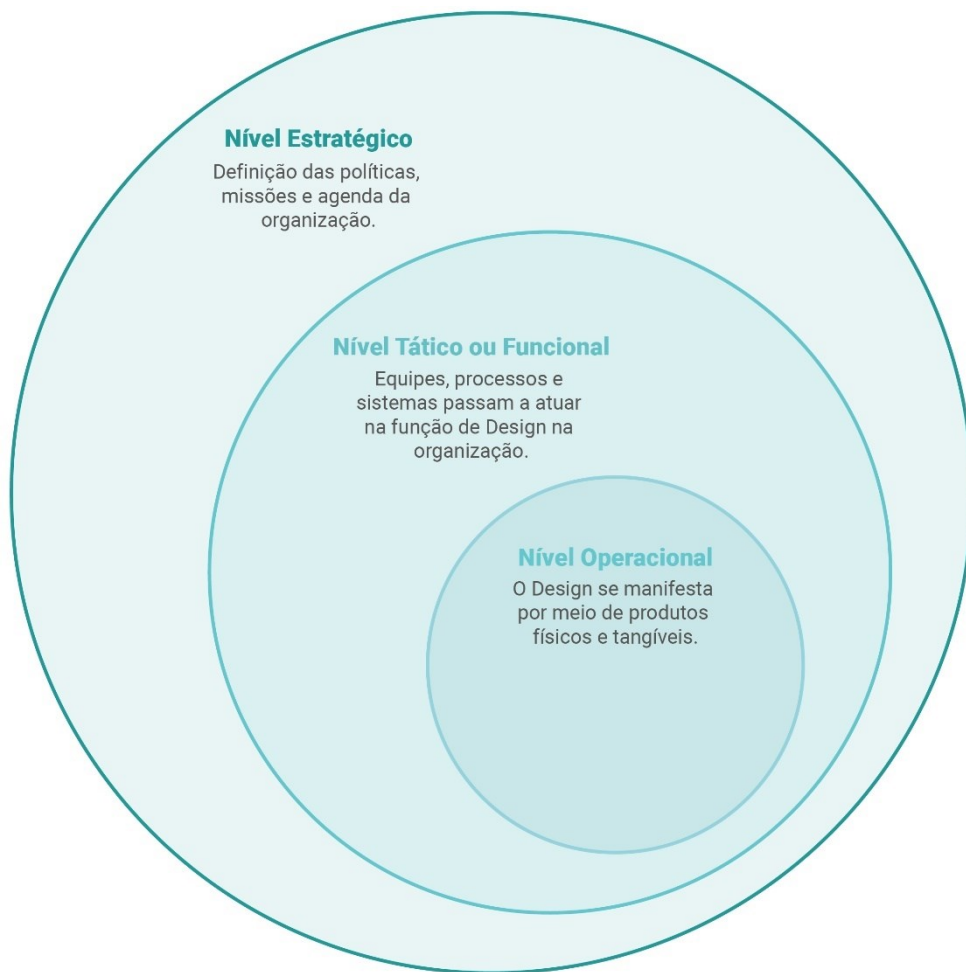 Nível Estratégico
Definição das políticas,
missões e agenda da
organização.
Nível Tático ou Funcional
Equipes, processos e
sistemas passam a atuar
na função de Design na
organização.
Nível Operacional
O Design se manifesta
por meio de produtos
físicos e tangíveis.